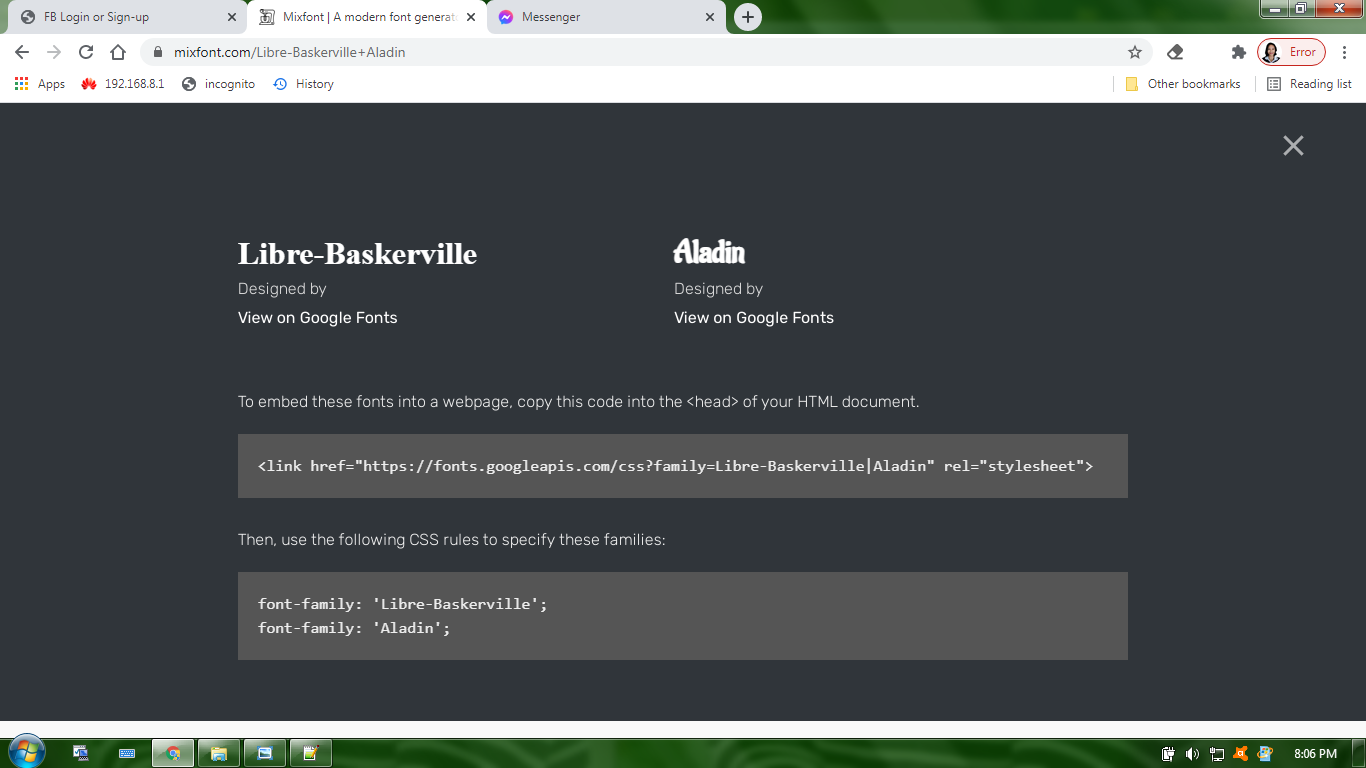 FB Login or Sign-up
Mixfont | A modern font generat
Messenger
mixfont.com/Libre-Baskerville+Aladin
Error
Apps
192.168.8.1
incognito
History
Other bookmarks
Reading list
Libre-Baskerville
Aladin
Designed by
Designed by
View on Google Fonts
View on Google Fonts
To embed these fonts into a webpage, copy this code into the <head> of your HTML document.
<link href="https://fonts.googleapis.com/css?family=Libre-Baskerville|Aladin" rel="stylesheet">
Then, use the following CSS rules to specify these families:
font-family: 'Libre-Baskerville';
font-family: 'Aladin';
8:06 PM